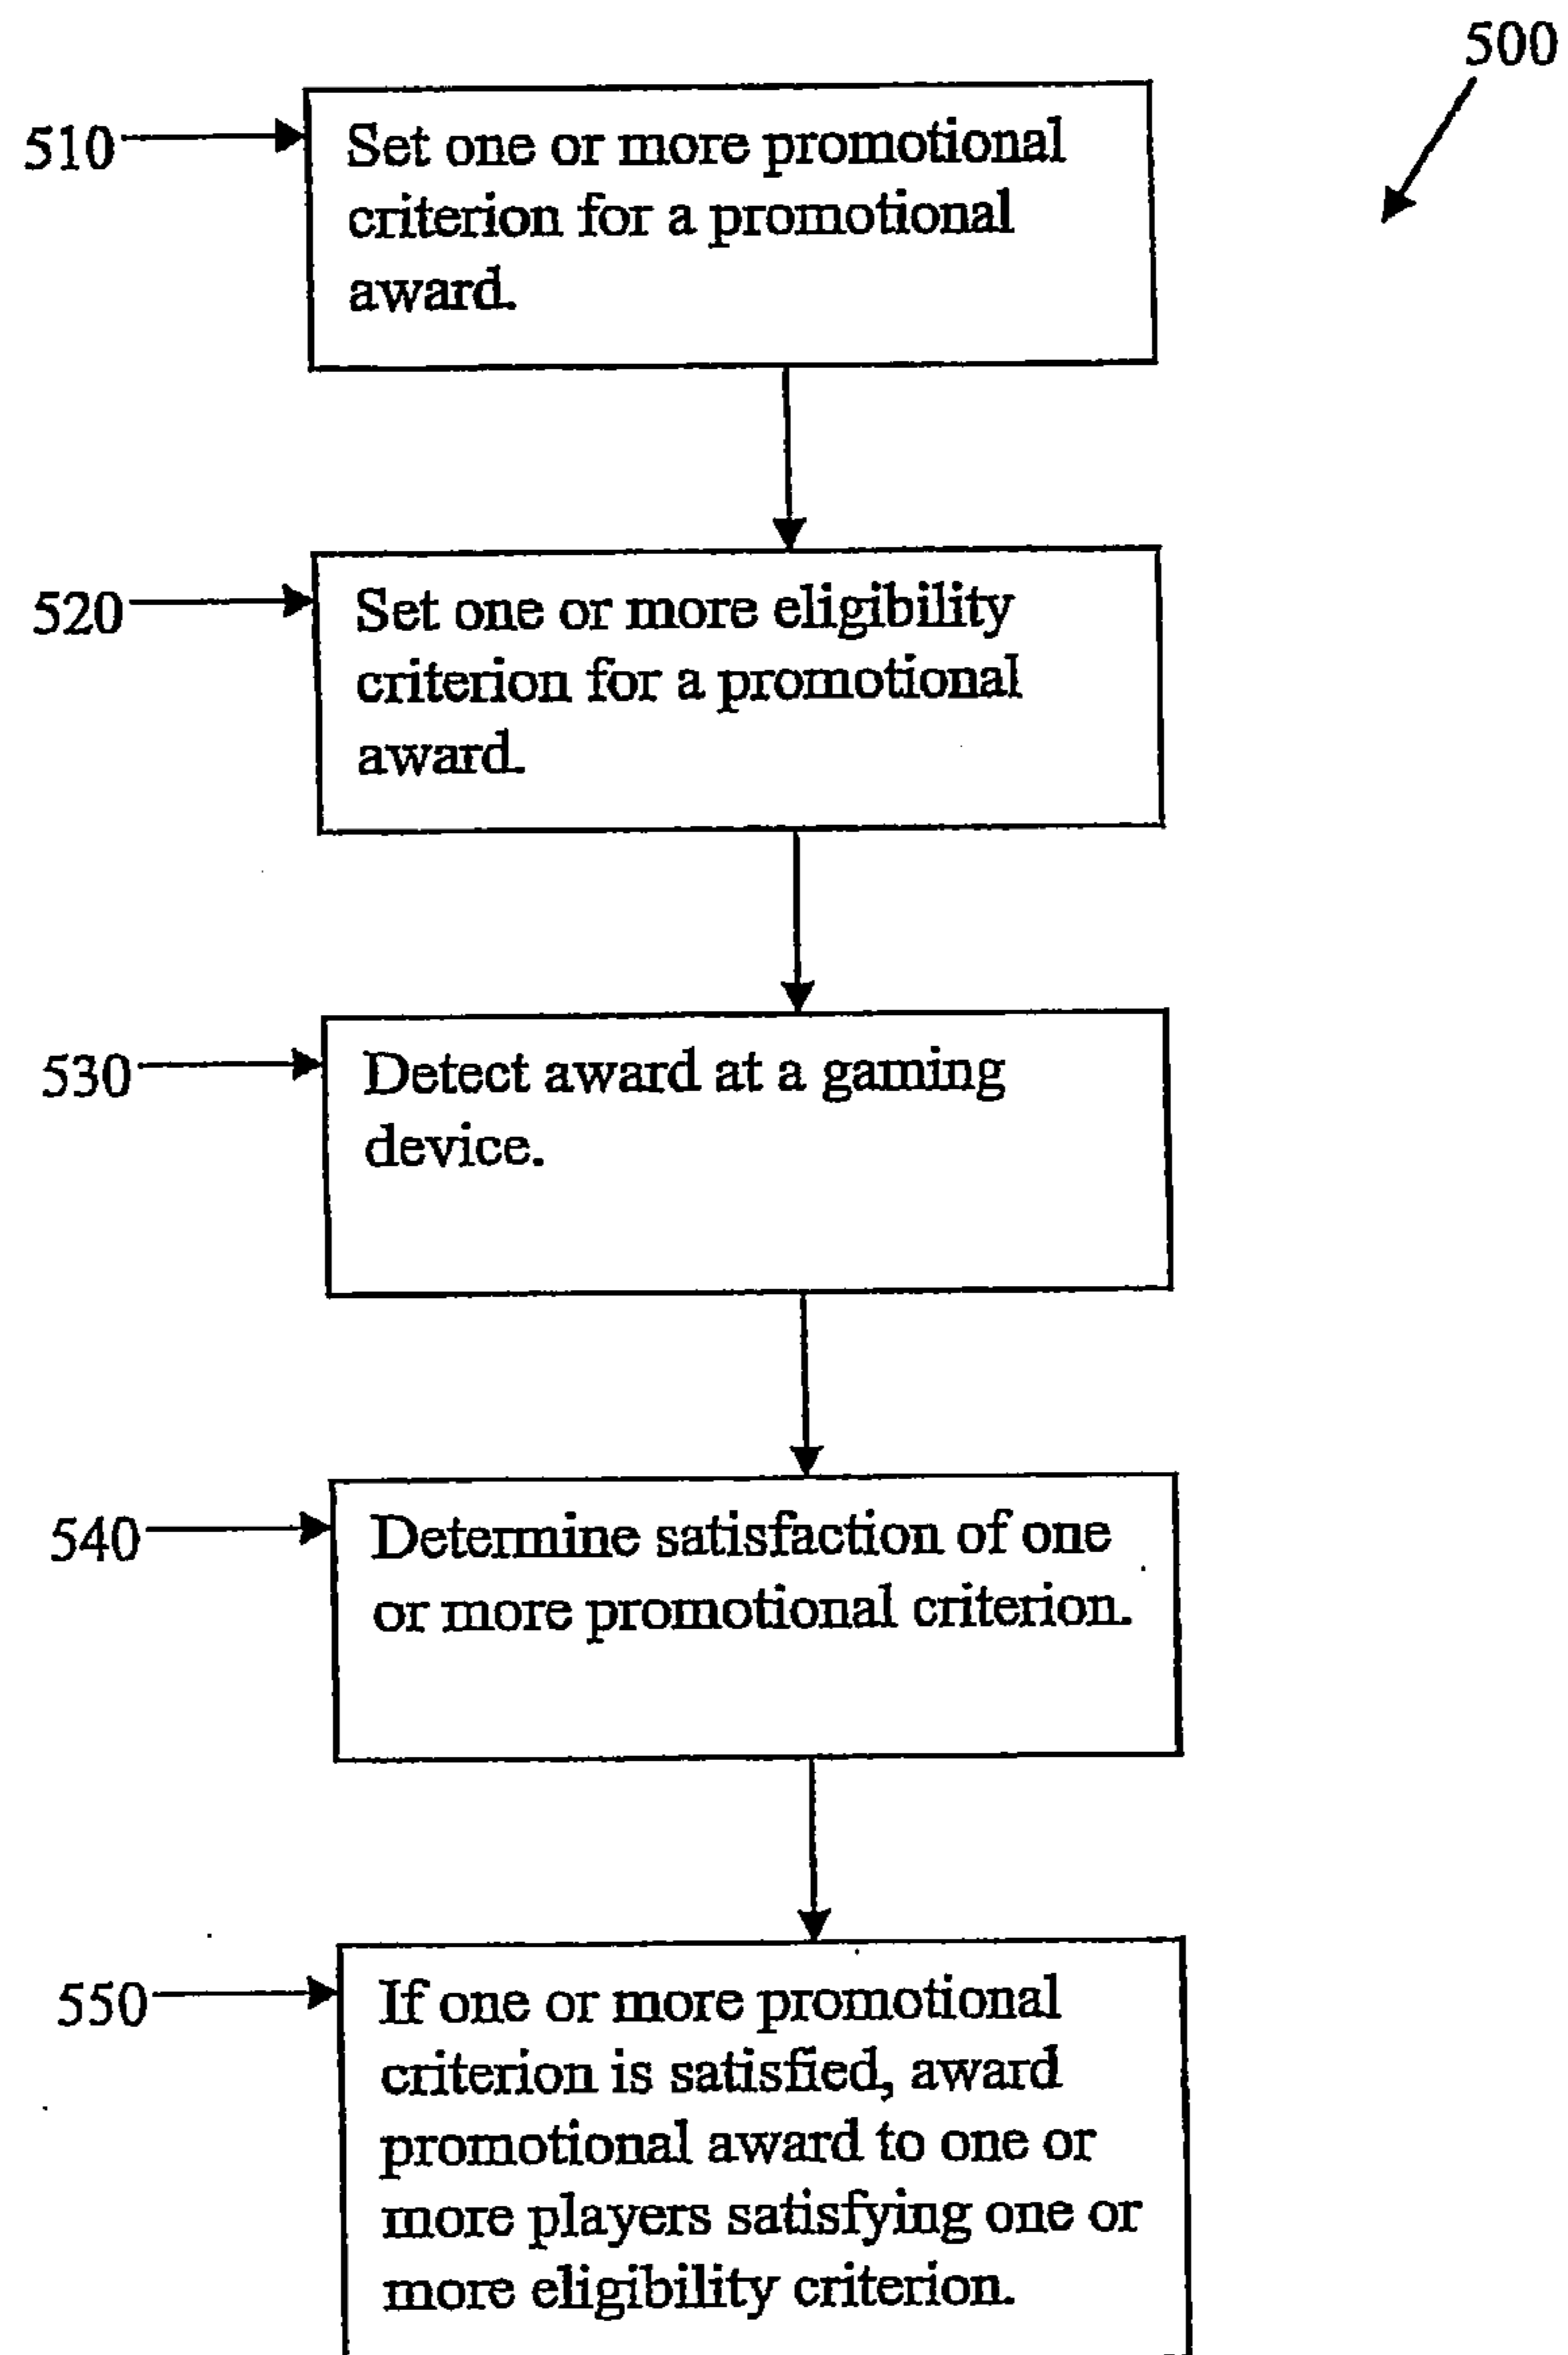 500
510
Set one or more promotional
criterion for a promotional
award.
520
Set one or more eligibility
criterion for a promotional
award.
530
Detect award at a gaming
device.
540
Determine satisfaction of one
or more promotional criterion.
550
If one or more promotional
criterion is satisfied, award
promotional award to one or
more players satisfying one or
more eligibility criterion.